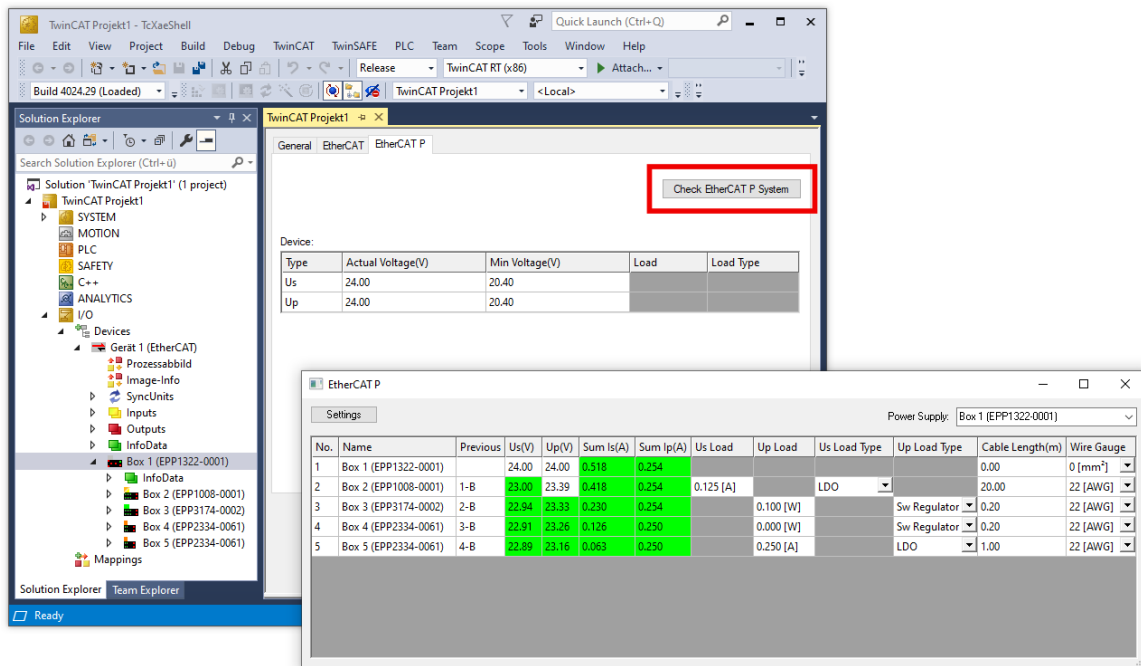 TwinCAT Projekt1 - TcXaeShell
Quick Launch (Ctrl+Q)
File Edit View Project Build Debug TwinCAT TwinSAFE PLC Team Scope Tools Window Help
Release TwinCAT RT (x86) Attach...
Build 4024.29 (Loaded) TwinCAT Projekt1 <Local>
Solution Explorer
Search Solution Explorer (Ctrl+ü)
Solution 'TwinCAT Projekt1' (1 project)
TwinCAT Projekt1
SYSTEM
MOTION
PLC
SAFETY
C++
ANALYTICS
I/O
Devices
Gerät 1 (EtherCAT)
Prozessabbild
Image-Info
SyncUnits
Inputs
Outputs
InfoData
Box 1 (EPP1322-0001)
InfoData
Box 2 (EPP1008-0001)
Box 3 (EPP3174-0002)
Box 4 (EPP2334-0061)
Box 5 (EPP2334-0061)
Mappings
Solution Explorer Team Explorer
Ready
TwinCAT Projekt1
General EtherCAT EtherCAT P
Check EtherCAT P System
Device:
Type Actual Voltage(V) Min Voltage(V) Load Load Type
Us 24.00 20.40
Up 24.00 20.40
EtherCAT P
Settings Power Supply: Box 1 (EPP1322-0001)
No. Name Previous Us(V) Up(V) Sum Is(A) Sum Ip(A) Us Load Up Load Us Load Type Up Load Type Cable Length(m) Wire Gauge
1 Box 1 (EPP1322-0001) 24.00 24.00 0.518 0.254 0.00 0 [mm²]
2 Box 2 (EPP1008-0001) 1-B 23.00 23.39 0.418 0.254 0.125 [A] LDO 20.00 22 [AWG]
3 Box 3 (EPP3174-0002) 2-B 22.94 23.33 0.230 0.254 0.100 [W] Sw Regulator 0.20 22 [AWG]
4 Box 4 (EPP2334-0061) 3-B 22.91 23.26 0.126 0.250 0.000 [W] Sw Regulator 0.20 22 [AWG]
5 Box 5 (EPP2334-0061) 4-B 22.89 23.16 0.063 0.250 0.250 [A] LDO 1.00 22 [AWG]